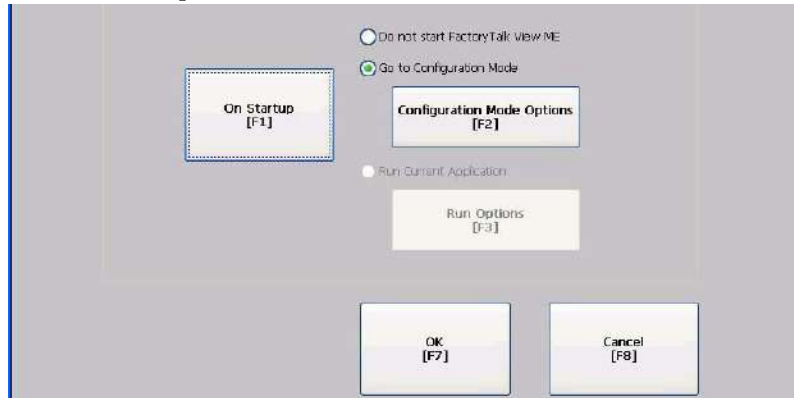 Do not start FactoryTalk View ME
Go to Configuration Mode
On Startup
[F1]
Configuration Mode Options
[F2]
Run Current Application
Run Options
[F3]
OK
[F7]
Cancel
[F8]